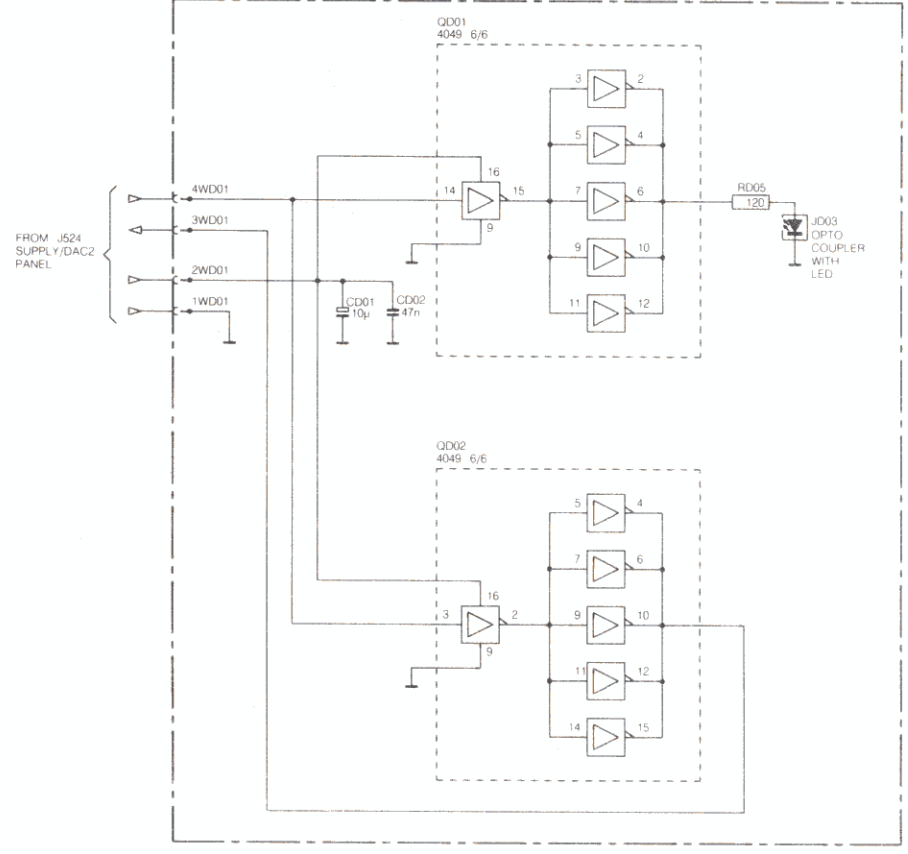 QD01
4049 6/6
3 2
5 4
16
4WD01
14 15
7 6
RD05
120
3WD01
9
FROM J524
SUPPLY/DAC2
PANEL
JD03
OPTO
COUPLER
WITH
LED
9 10
2WD01
1WD01
CD01
10µ
CD02
47n
11 12
QD02
4049 6/6
5 4
7 6
16
3 2
9 10
9
11 12
14 15